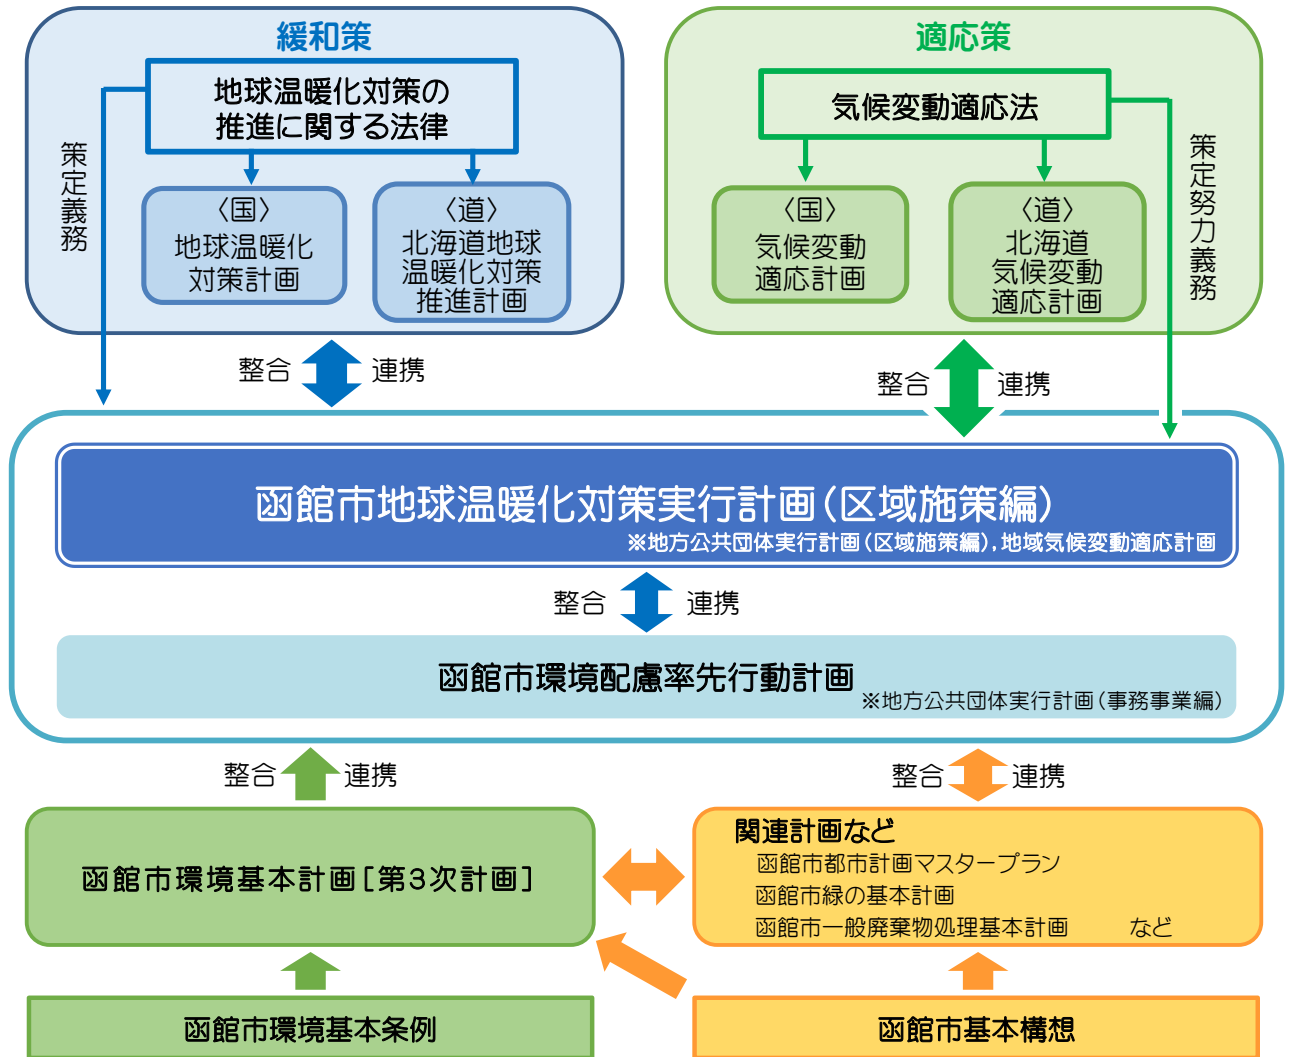 緩和策
地球温暖化対策の
推進に関する法律
策定義務
〈国〉
地球温暖化
対策計画
〈道〉
北海道地球
温暖化対策
推進計画
適応策
気候変動適応法
策定努力義務
〈国〉
気候変動
適応計画
〈道〉
北海道
気候変動
適応計画
整合 連携
整合 連携
函館市地球温暖化対策実行計画(区域施策編)
※地方公共団体実行計画(区域施策編),地域気候変動適応計画
整合 連携
函館市環境配慮率先行動計画
※地方公共団体実行計画(事務事業編)
整合 連携
整合 連携
函館市環境基本計画[第3次計画]
関連計画など
函館市都市計画マスタープラン
函館市緑の基本計画
函館市一般廃棄物処理基本計画 など
函館市環境基本条例
函館市基本構想